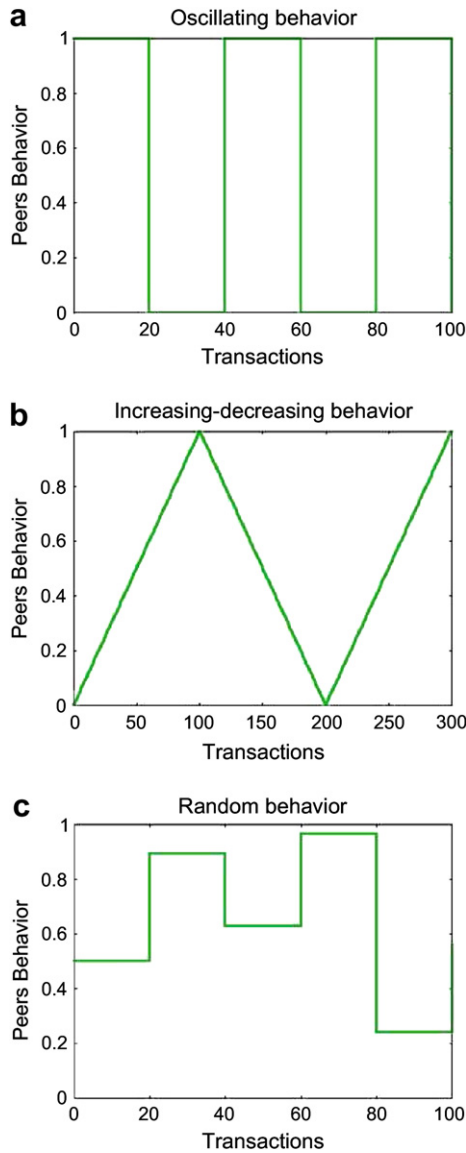 a
Oscillating behavior
1
0.8
0.6
0.4
0.2
0
Peers Behavior
0 20 40 60 80 100
Transactions
b
Increasing-decreasing behavior
1
0.8
0.6
0.4
0.2
0
Peers Behavior
0 50 100 150 200 250 300
Transactions
c
Random behavior
1
0.8
0.6
0.4
0.2
0
Peers Behavior
0 20 40 60 80 100
Transactions